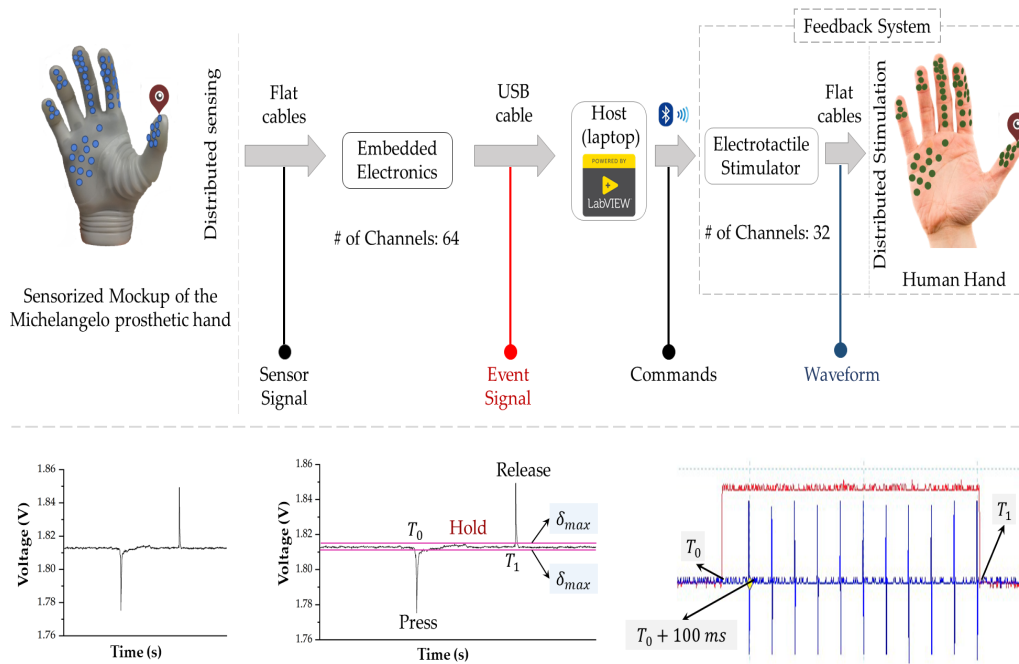 Feedback System
Distributed sensing
Flat
cables
Embedded
Electronics
# of Channels: 64
USB
cable
Host
(laptop)
POWERED BY
LabVIEW
Electrotactile
Stimulator
# of Channels: 32
Flat
cables
Distributed Stimulation
Human Hand
Sensorized Mockup of the
Michelangelo prosthetic hand
Sensor
Signal
Event
Signal
Commands
Waveform
1.86
1.84
1.82
1.80
1.78
1.76
Voltage (V)
Time (s)
1.86
1.84
1.82
1.80
1.78
1.76
Voltage (V)
Release
T₀
Hold
δₘₐₓ
T₁
δₘₐₓ
Press
Time (s)
T₀
T₁
T₀ + 100 ms